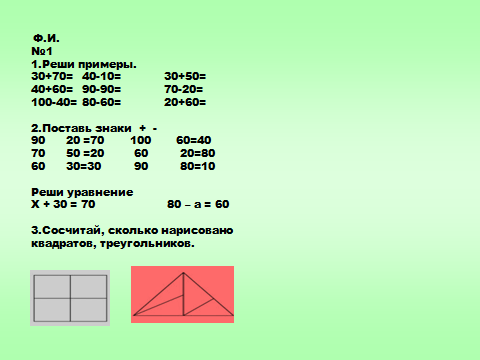 Ф.И.
№1
1.Реши примеры.
30+70= 40-10= 30+50=
40+60= 90-90= 70-20=
100-40= 80-60= 20+60=
2.Поставь знаки + -
90 20 =70 100 60=40
70 50 =20 60 20=80
60 30=30 90 80=10
Реши уравнение
Х + 30 = 70 80 – а = 60
3.Сосчитай, сколько нарисовано
квадратов, треугольников.